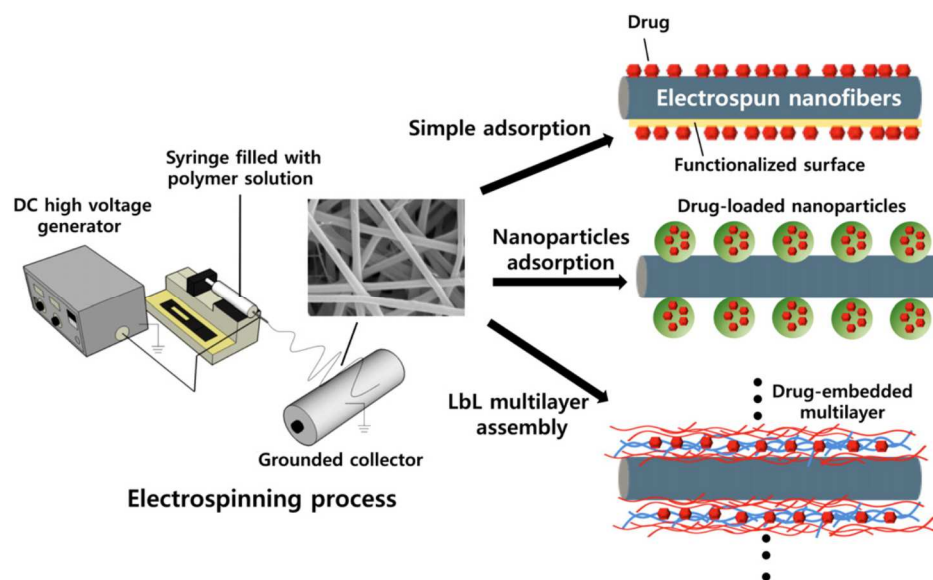 Drug
Electrospun nanofibers
Functionalized surface
Simple adsorption
Syringe filled with
polymer solution
DC high voltage
generator
Drug-loaded nanoparticles
Nanoparticles
adsorption
Drug-embedded
multilayer
LbL multilayer
assembly
Grounded collector
Electrospinning process